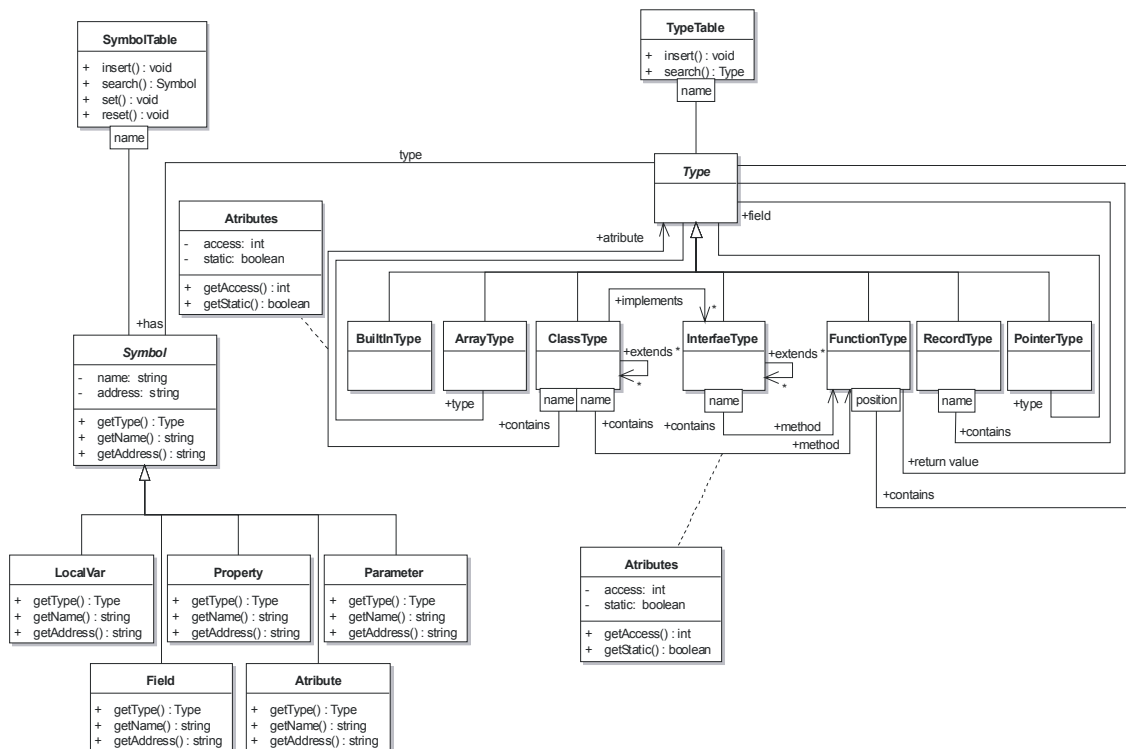 SymbolTable
+ insert() : void
+ search() : Symbol
+ set() : void
+ reset() : void
name
TypeTable
+ insert() : void
+ search() : Type
name
type
Type
+field
+atribute
Atributes
- access: int
- static: boolean
+ getAccess() : int
+ getStatic() : boolean
+implements
*
BuiltInType
ArrayType
ClassType
InterfaeType
FunctionType
RecordType
PointerType
+extends *
*
+extends *
*
name
name
name
position
name
+type
+type
+contains
+contains
+contains
+method
+method
+contains
+return value
+contains
+has
Symbol
- name: string
- address: string
+ getType() : Type
+ getName() : string
+ getAddress() : string
LocalVar
+ getType() : Type
+ getName() : string
+ getAddress() : string
Property
+ getType() : Type
+ getName() : string
+ getAddress() : string
Parameter
+ getType() : Type
+ getName() : string
+ getAddress() : string
Atributes
- access: int
- static: boolean
+ getAccess() : int
+ getStatic() : boolean
Field
+ getType() : Type
+ getName() : string
+ getAddress() : string
Atribute
+ getType() : Type
+ getName() : string
+ getAddress() : string